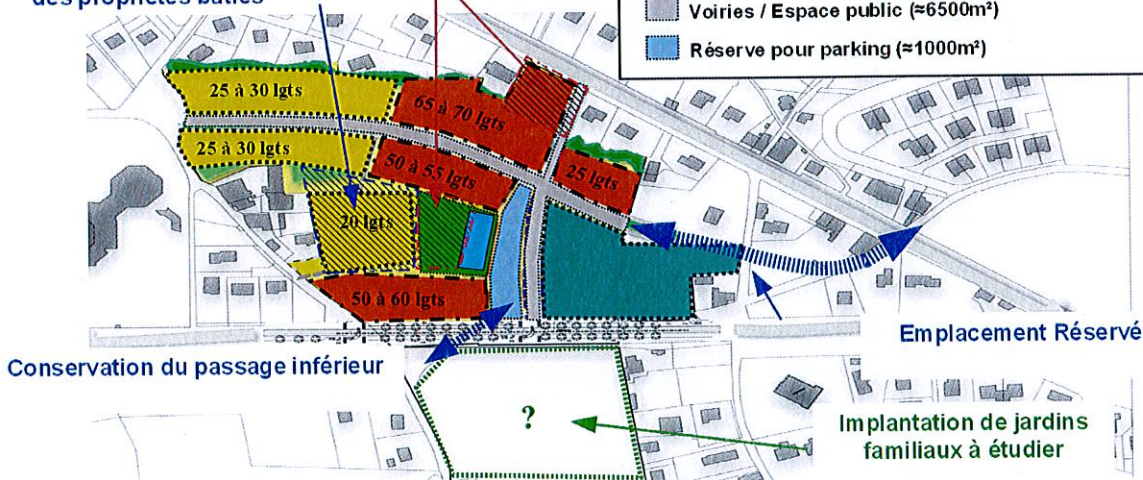 des propriétés bâties
Voiries / Espace public (≈6500m²)
Réserve pour parking (≈1000m²)
25 à 30 lgts
65 à 70 lgts
25 à 30 lgts
50 à 55 lgts
25 lgts
20 lgts
50 à 60 lgts
Emplacement Réservé
Conservation du passage inférieur
?
Implantation de jardins
familiaux à étudier